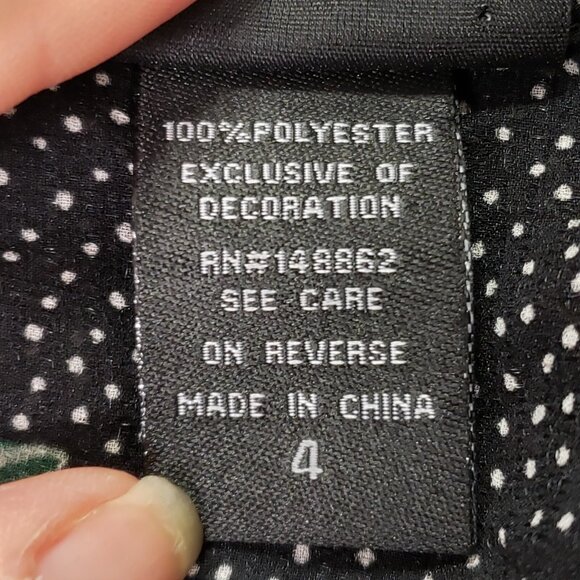 100%POLYESTER
EXCLUSIVE OF
DECORATION
RN#148862
SEE CARE
ON REVERSE
MADE IN CHINA
4